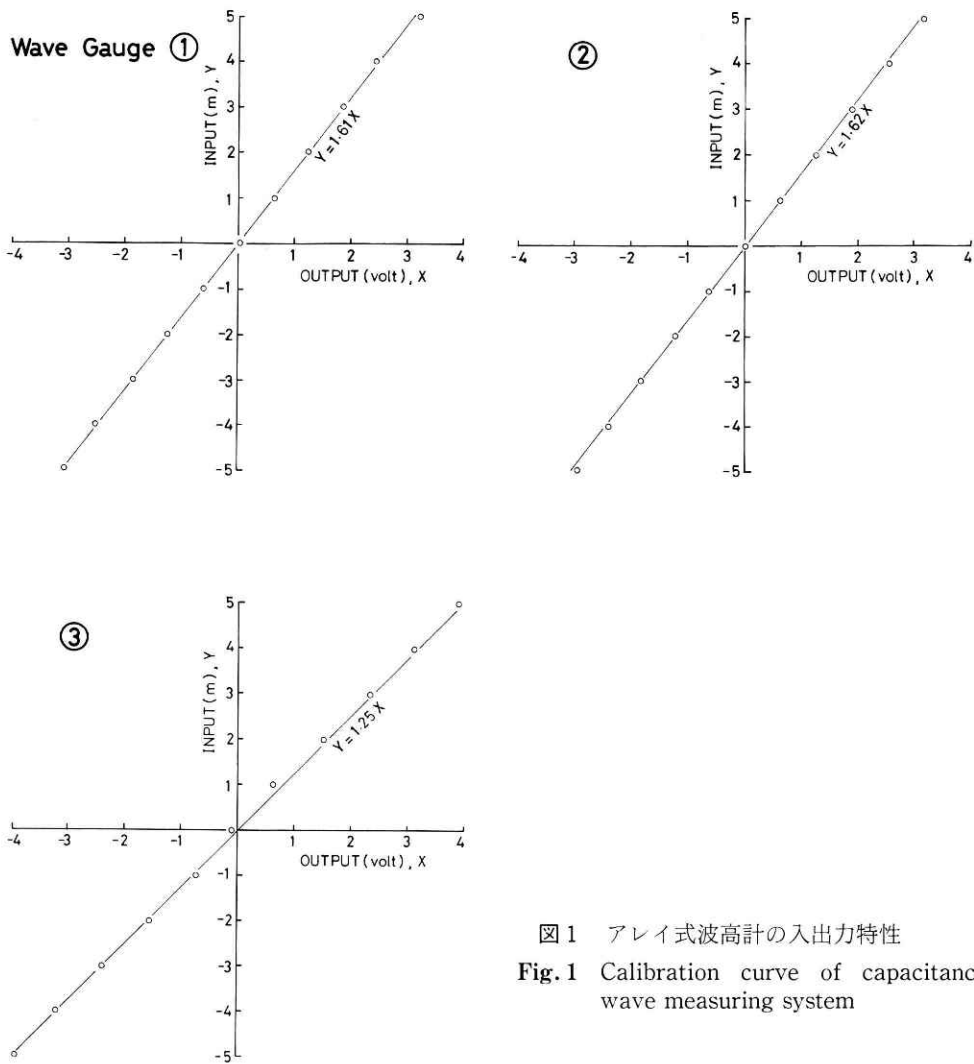 Wave Gauge ①
INPUT(m), Y
5
4
3
2
1
-4 -3 -2 -1 0 1 2 3 4
OUTPUT(volt), X
-1
-2
-3
-4
-5
Y=1.61X
②
INPUT(m), Y
5
4
3
2
1
-4 -3 -2 -1 0 1 2 3 4
OUTPUT(volt), X
-1
-2
-3
-4
-5
Y=1.62X
③
INPUT(m), Y
5
4
3
2
1
-4 -3 -2 -1 0 1 2 3 4
OUTPUT(volt), X
-1
-2
-3
-4
-5
Y=1.25X
図1 アレイ式波高計の入出力特性
Fig. 1 Calibration curve of capacitanc
wave measuring system